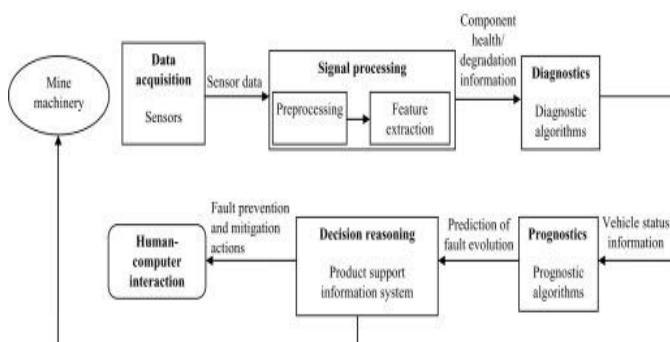 Mine
machinery
Data
acquisition
Sensors
Sensor data
Signal processing
Preprocessing
Feature
extraction
Component
health/
degradation
information
Diagnostics
Diagnostic
algorithms
Fault prevention
and mitigation
actions
Human-
computer
interaction
Decision reasoning
Product support
information system
Prediction of
fault evolution
Prognostics
Prognostic
algorithms
Vehicle status
information